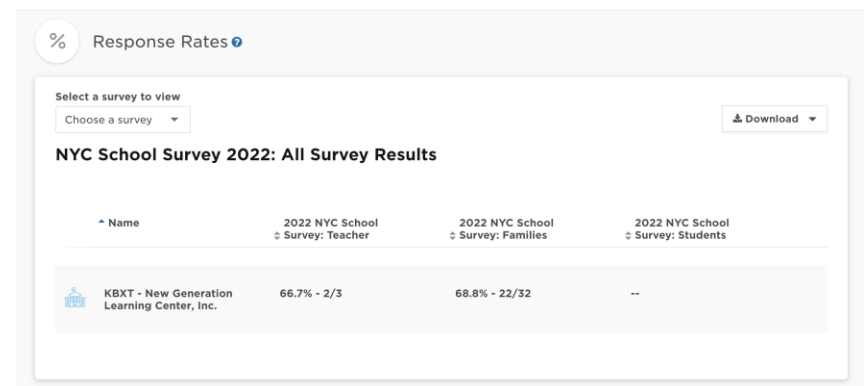 %
Response Rates ?
Select a survey to view
Choose a survey
Download
NYC School Survey 2022: All Survey Results
Name
2022 NYC School
Survey: Teacher
2022 NYC School
Survey: Families
2022 NYC School
Survey: Students
KBXT - New Generation
Learning Center, Inc.
66.7% - 2/3
68.8% - 22/32
--